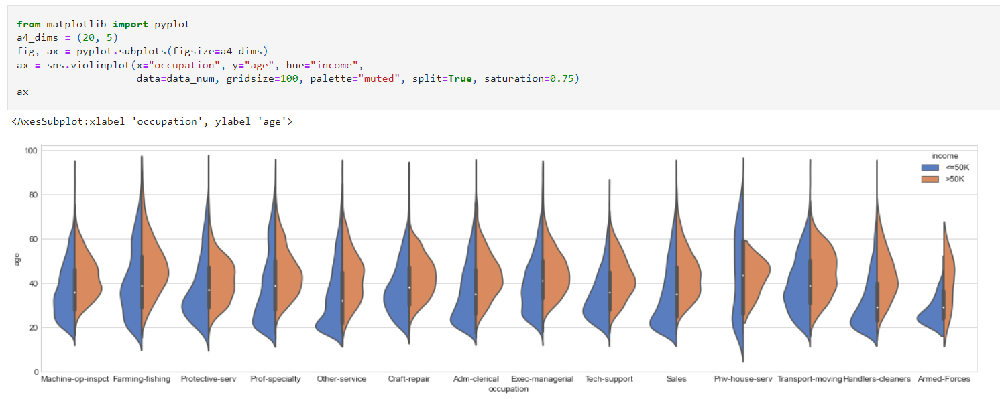 from matplotlib import pyplot
a4_dims = (20, 5)
fig, ax = pyplot.subplots(figsize=a4_dims)
ax = sns.violinplot(x="occupation", y="age", hue="income",
data=data_num, gridsize=100, palette="muted", split=True, saturation=0.75)
ax
<AxesSubplot:xlabel='occupation', ylabel='age'>
100
80
60
40
20
0
age
income
<=50K
>50K
Machine-op-inspct Farming-fishing Protective-serv Prof-specialty Other-service Craft-repair Adm-clerical Exec-managerial Tech-support Sales Priv-house-serv Transport-moving Handlers-cleaners Armed-Forces
occupation